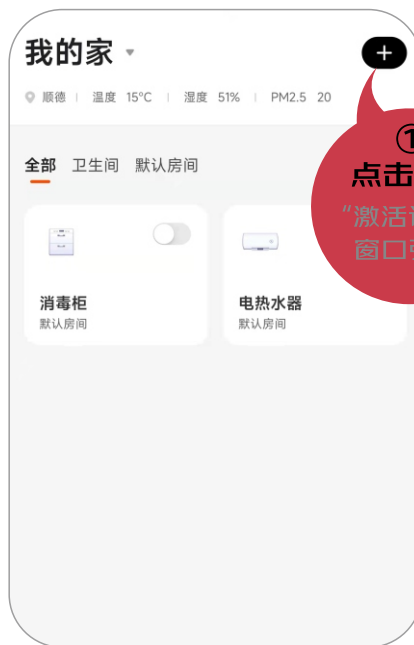 我的家
顺德 | 温度 15°C | 湿度 51% | PM2.5 20
全部 卫生间 默认房间
①
点击
“激活
窗口
消毒柜
默认房间
电热水器
默认房间